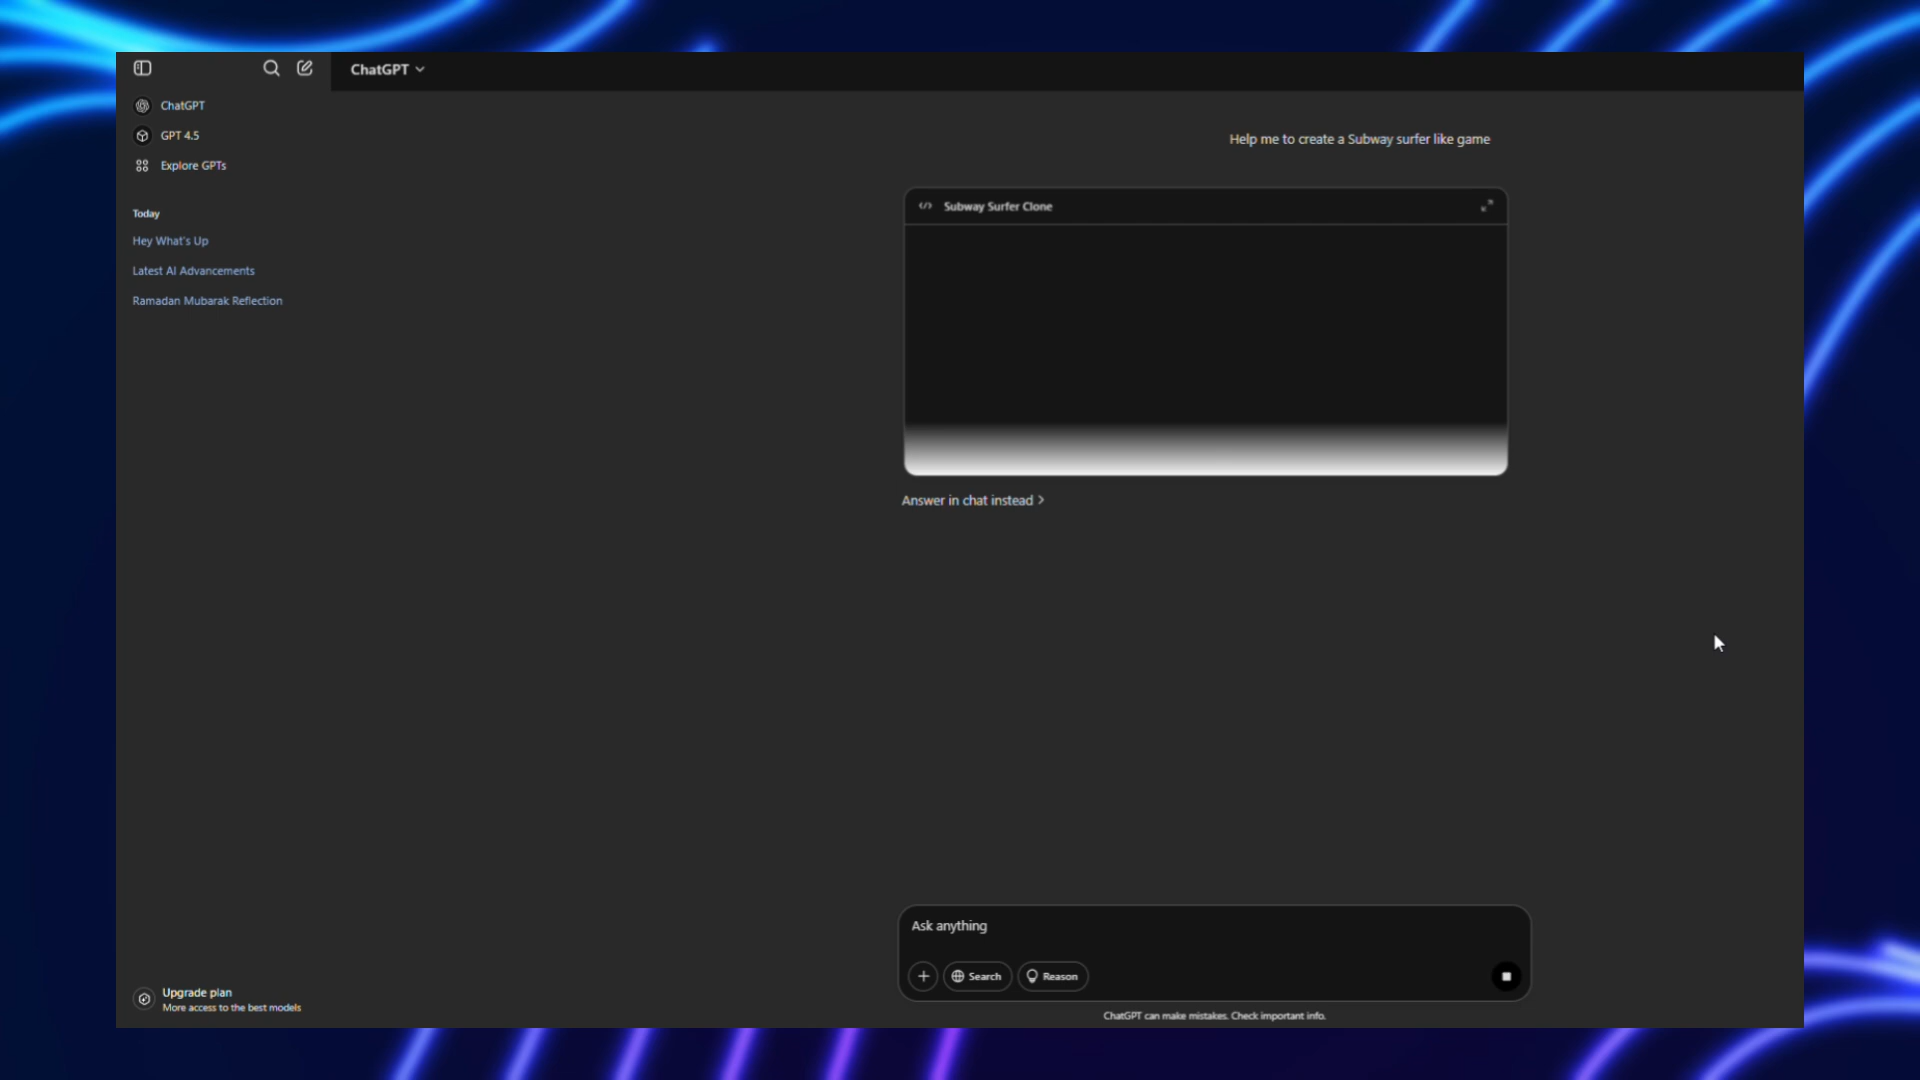 ChatGPT
ChatGPT
GPT 4.5
Explore GPTs
Today
Hey What's Up
Latest AI Advancements
Ramadan Mubarak Reflection
Help me to create a Subway surfer like game
Subway Surfer Clone
Answer in chat instead
Ask anything
Search
Reason
Upgrade plan
More access to the best models
ChatGPT can make mistakes. Check important info.